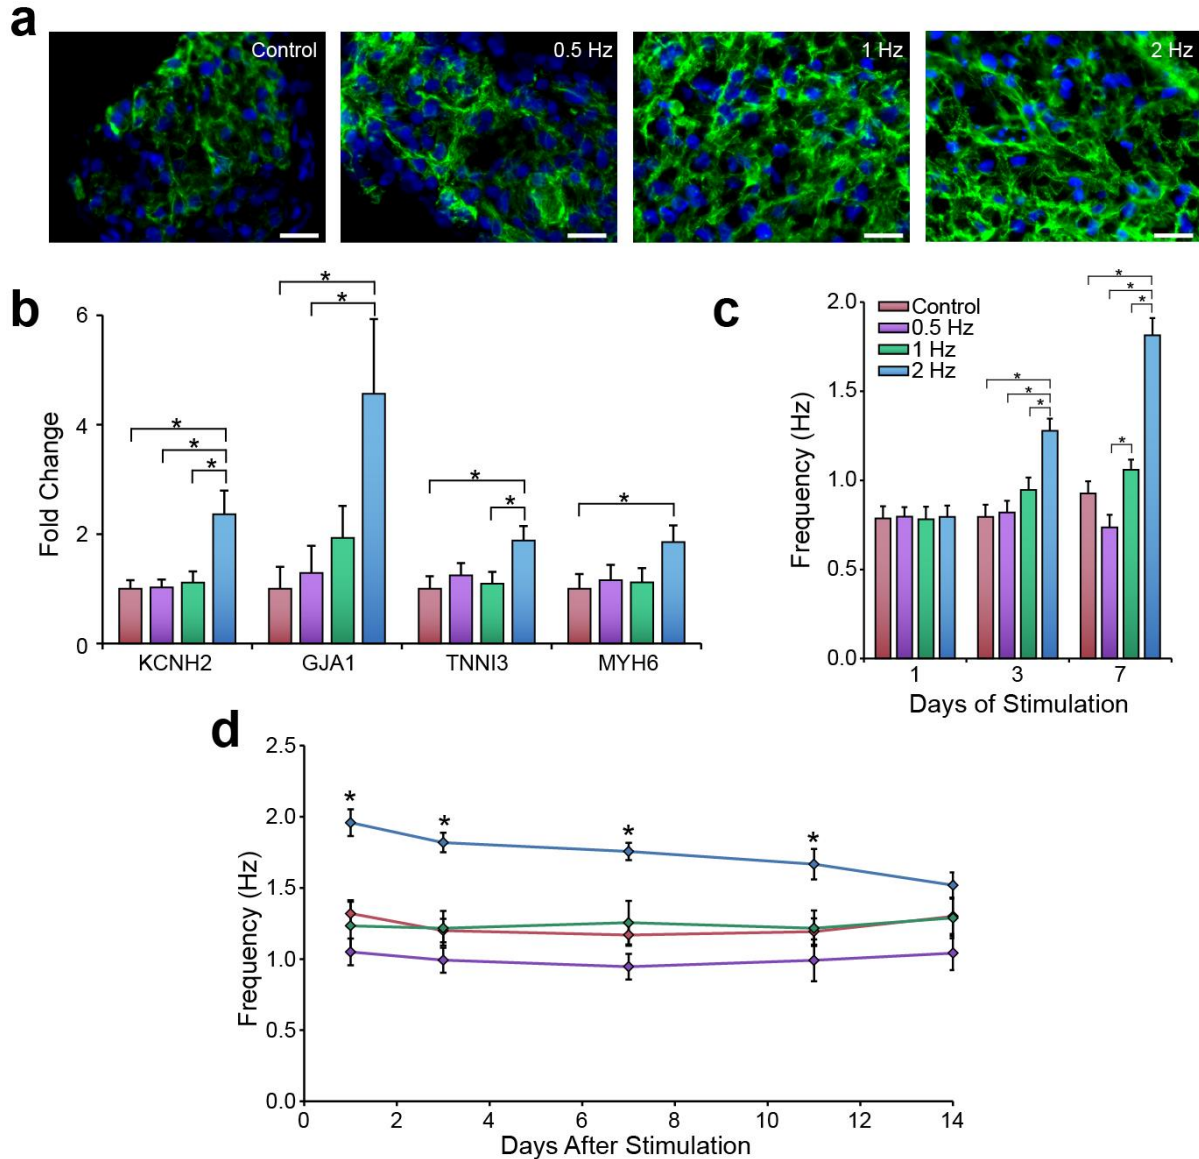 a
Control
0.5 Hz
1 Hz
2 Hz
b
Fold Change
6
4
2
0
* * *
* *
* *
*
KCNH2 GJA1 TNNI3 MYH6
c
Frequency (Hz)
2.0
1.5
1.0
0.5
0.0
Control
0.5 Hz
1 Hz
2 Hz
* * *
* * * *
1 3 7
Days of Stimulation
d
Frequency (Hz)
2.5
2.0
1.5
1.0
0.5
0.0
* * * *
0 2 4 6 8 10 12 14
Days After Stimulation